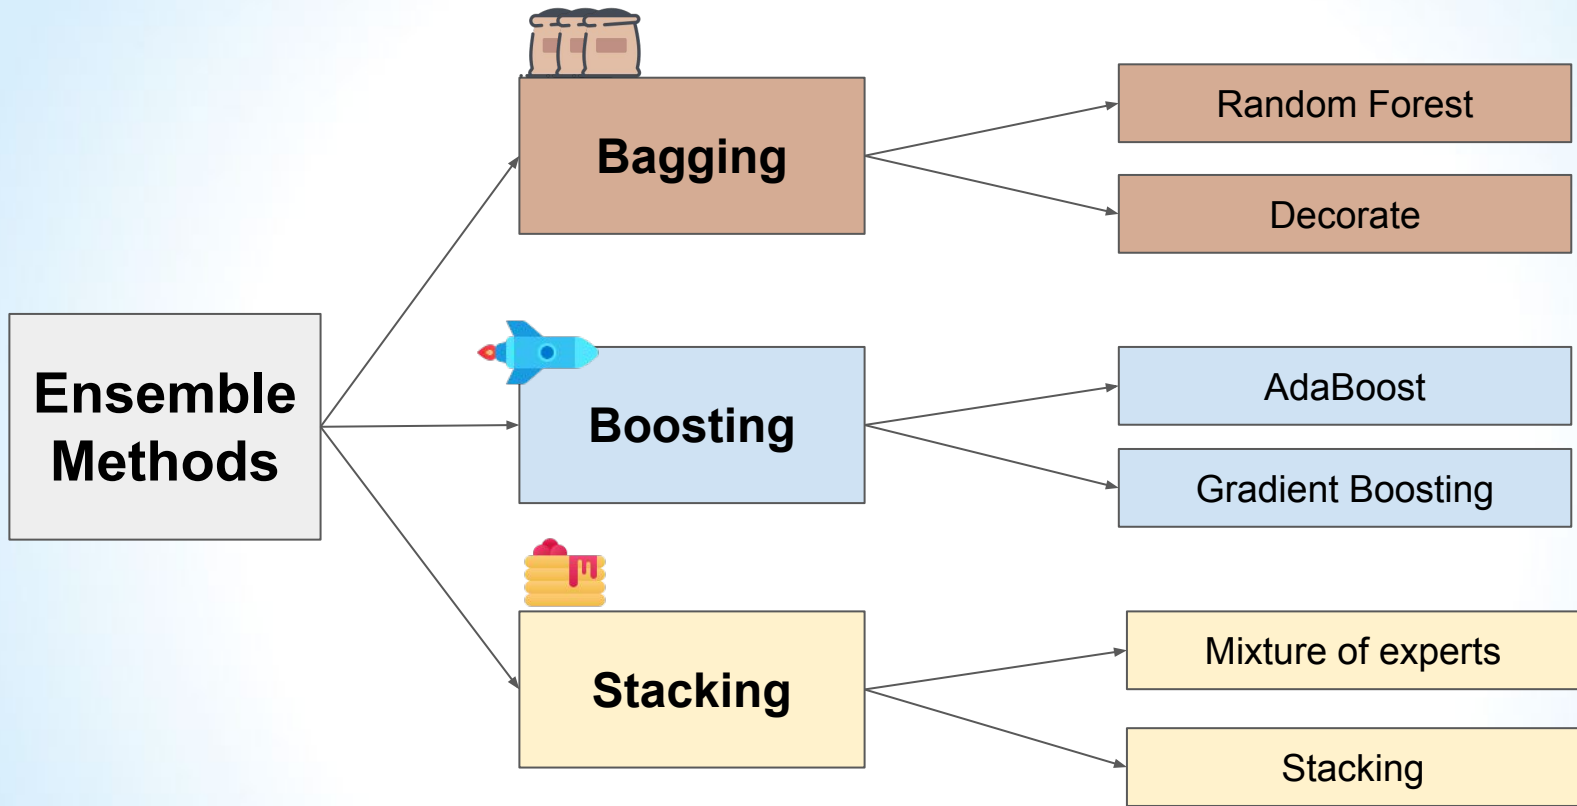 Ensemble
Methods
Bagging
Random Forest
Decorate
Boosting
AdaBoost
Gradient Boosting
Stacking
Mixture of experts
Stacking